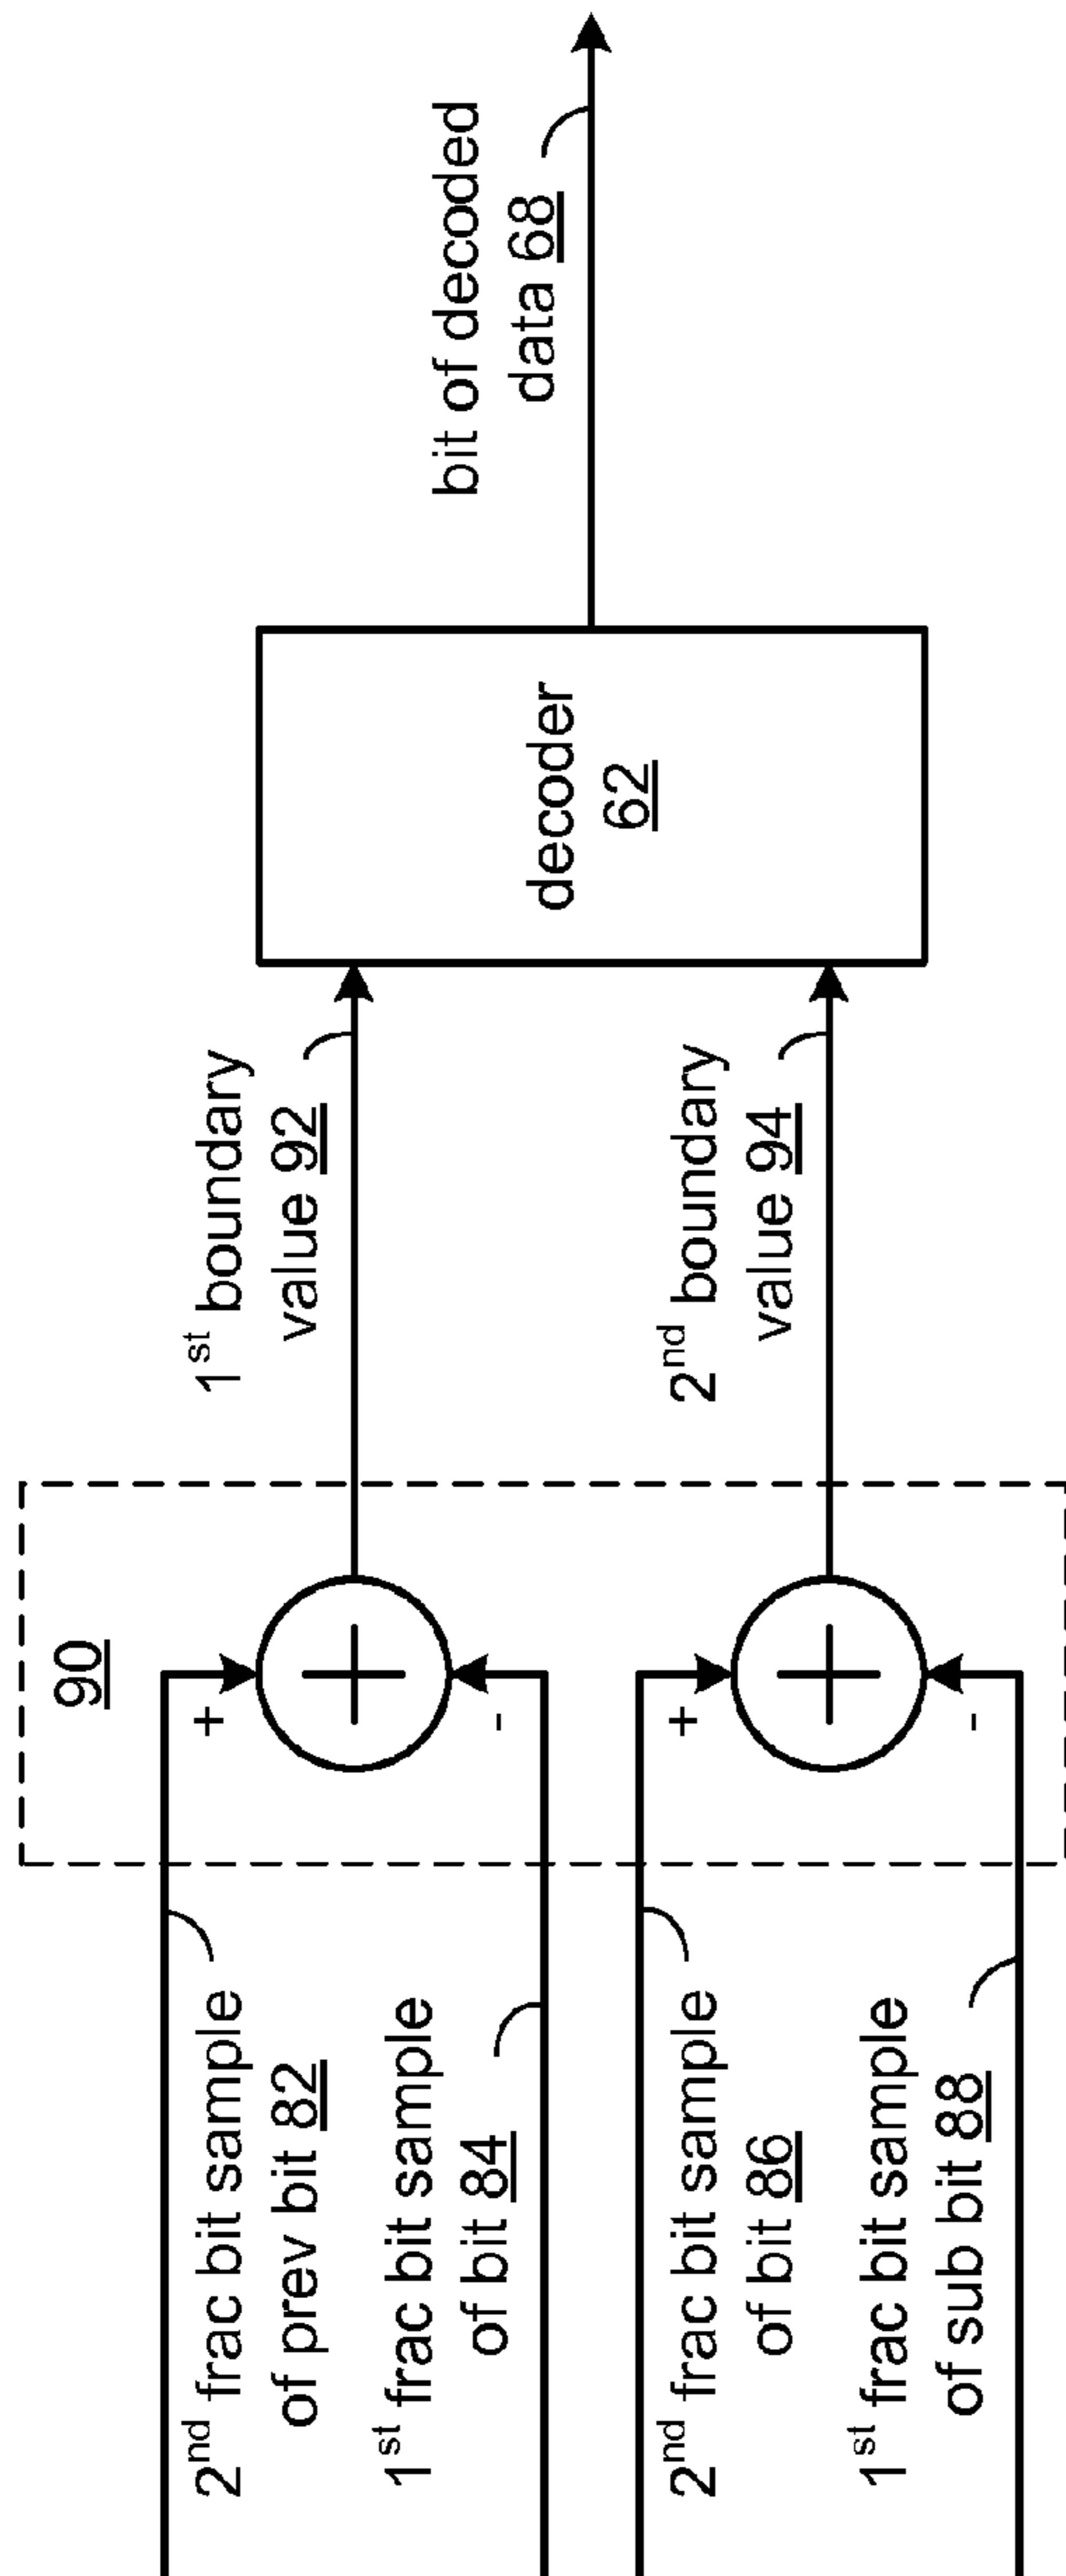 2nd frac bit sample
of prev bit 82
1st frac bit sample
of bit 84
2nd frac bit sample
of bit 86
1st frac bit sample
of sub bit 88
90
+
-
+
-
1st boundary
value 92
2nd boundary
value 94
decoder
62
bit of decoded
data 68